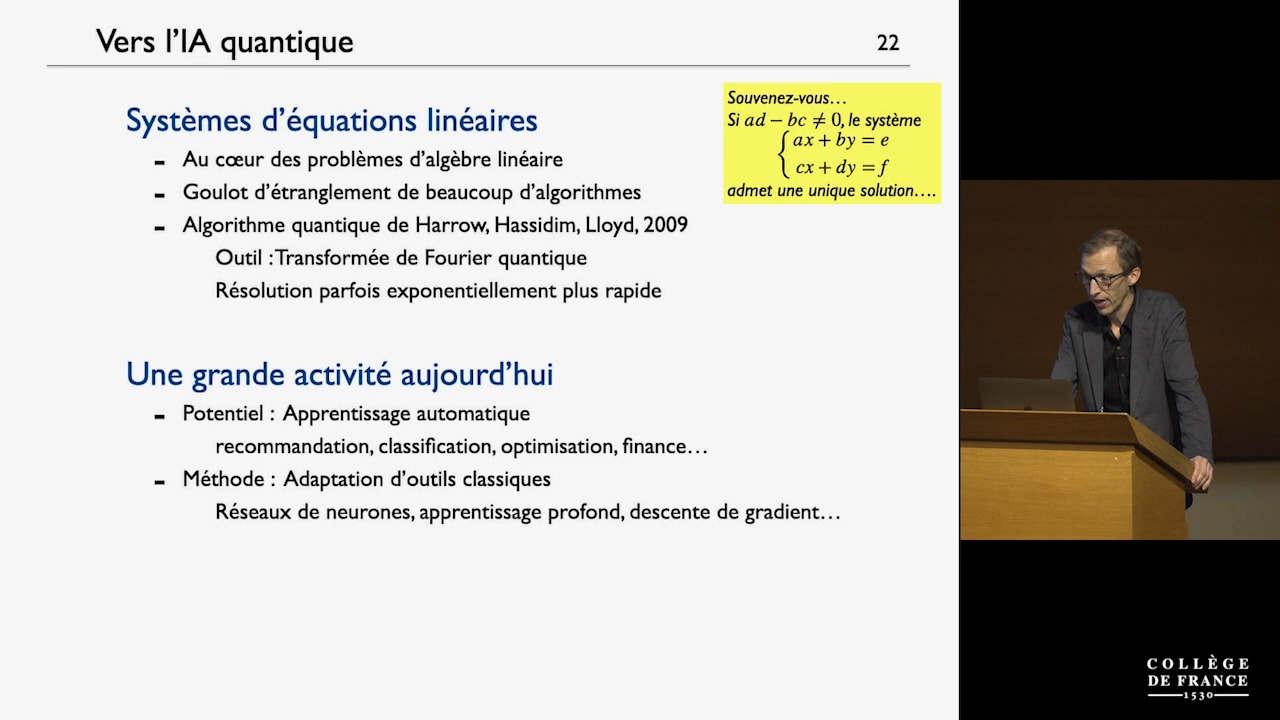 Vers l'IA quantique
22
Systèmes d'équations linéaires
- Au cœur des problèmes d'algèbre linéaire
- Goulot d'étranglement de beaucoup d'algorithmes
- Algorithme quantique de Harrow, Hassidim, Lloyd, 2009
Outil : Transformée de Fourier quantique
Résolution parfois exponentiellement plus rapide
Souvenez-vous…
Si ad − bc ≠ 0, le système
ax + by = e
cx + dy = f
admet une unique solution….
Une grande activité aujourd'hui
- Potentiel : Apprentissage automatique
recommandation, classification, optimisation, finance…
- Méthode : Adaptation d'outils classiques
Réseaux de neurones, apprentissage profond, descente de gradient…
COLLÈGE
DE FRANCE
1530